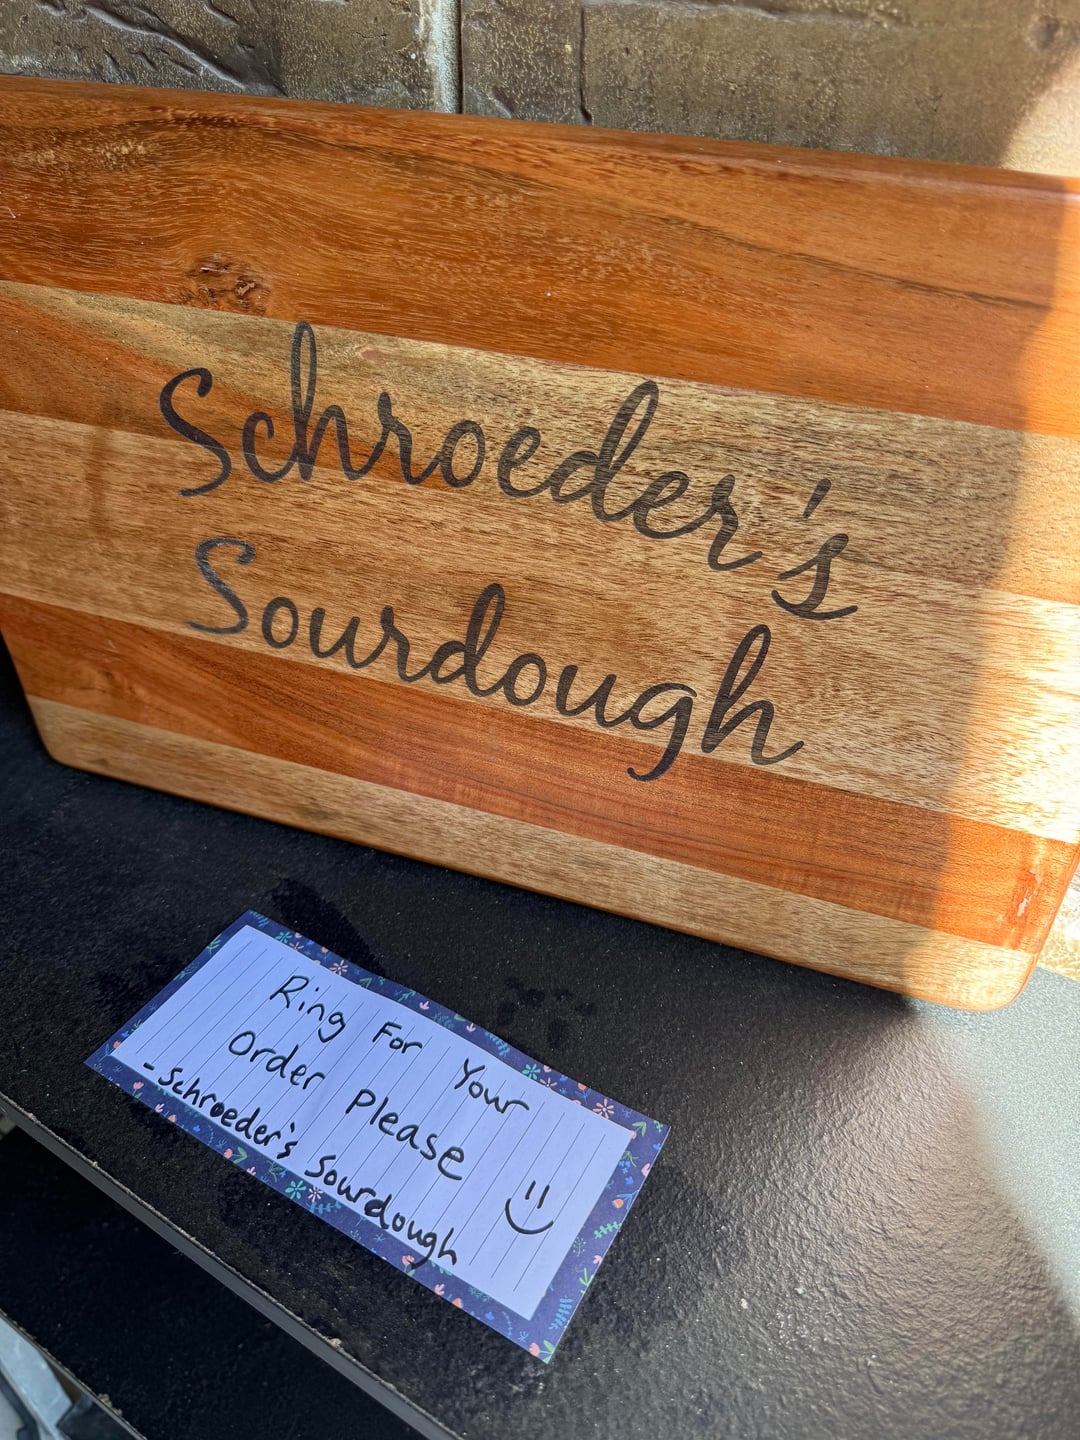 Schroeder's
Sourdough
Ring For Your
Order Please
-Schroeder's Sourdough